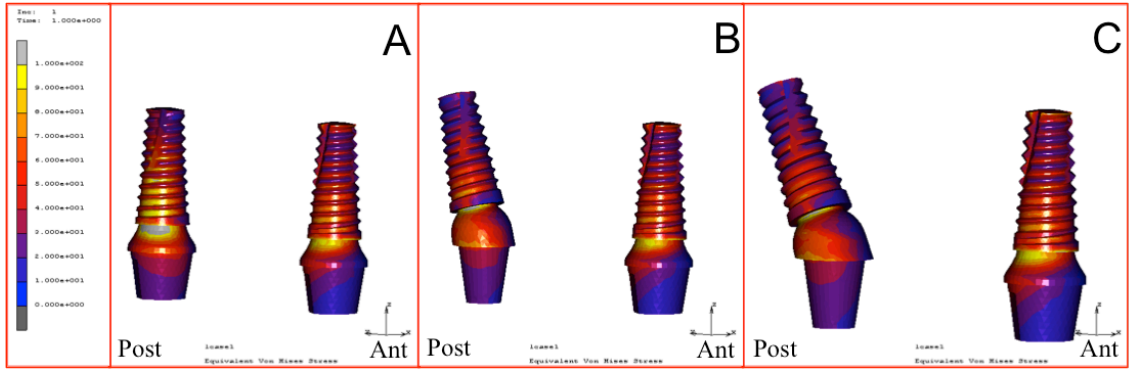 Inc: 1
Time: 1.000e+000
1.000e+002
9.000e+001
8.000e+001
7.000e+001
6.000e+001
5.000e+001
4.000e+001
3.000e+001
2.000e+001
1.000e+001
0.000e+000
A
Post
lcase1
Equivalent Von Mises Stress
Ant
Z
X
B
Post
lcase1
Equivalent Von Mises Stress
Ant
Z
X
C
Post
lcase1
Equivalent Von Mises Stress
Ant
Z
X